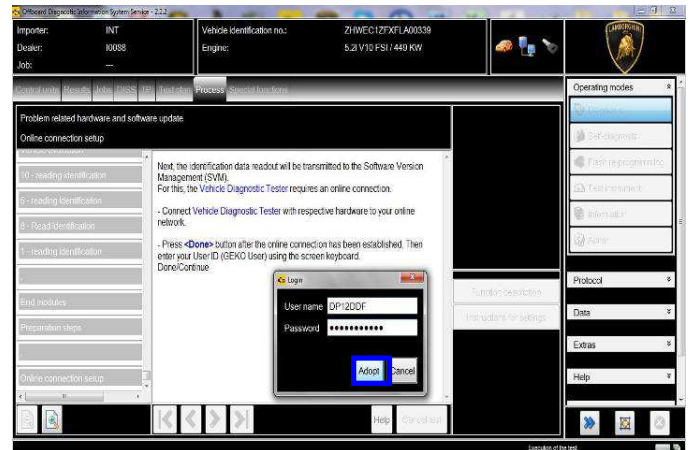 Offboard Diagnostic Information System Service - 2.2.2
Importer: INT
Dealer: I0088
Job: ---
Vehicle identification no.: ZHWEC1ZFXFLA00339
Engine: 5.2l V10 FSI / 449 KW
LAMBORGHINI
Control units Results Jobs DISS TPI Test plan Process Special functions
Problem related hardware and software update
Online connection setup
10 - reading identification
6 - reading identification
8 - Read identification
1 - reading identification
End modules
Preparation steps
Online connection setup
Next, the identification data readout will be transmitted to the Software Version
Management (SVM).
For this, the Vehicle Diagnostic Tester requires an online connection.
- Connect Vehicle Diagnostic Tester with respective hardware to your online
network.
- Press <Done> button after the online connection has been established. Then
enter your User ID (GEKO User) using the screen keyboard.
Done/Continue
Login
User name DP12DDF
Password
Adopt Cancel
Function description
Instructions for settings
Help Cancel test
Operating modes
Diagnosis
Self-diagnosis
Flash reprogramming
Test instrument
Information
Admin
Protocol
Data
Extras
Help
Execution of the test